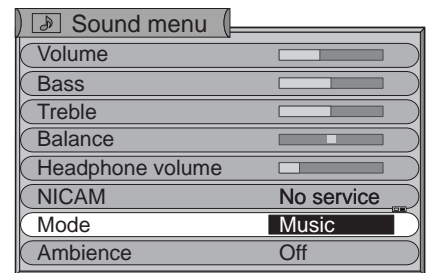 Sound menu
Volume
Bass
Treble
Balance
Headphone volume
NICAM No service
Mode Music
Ambience Off